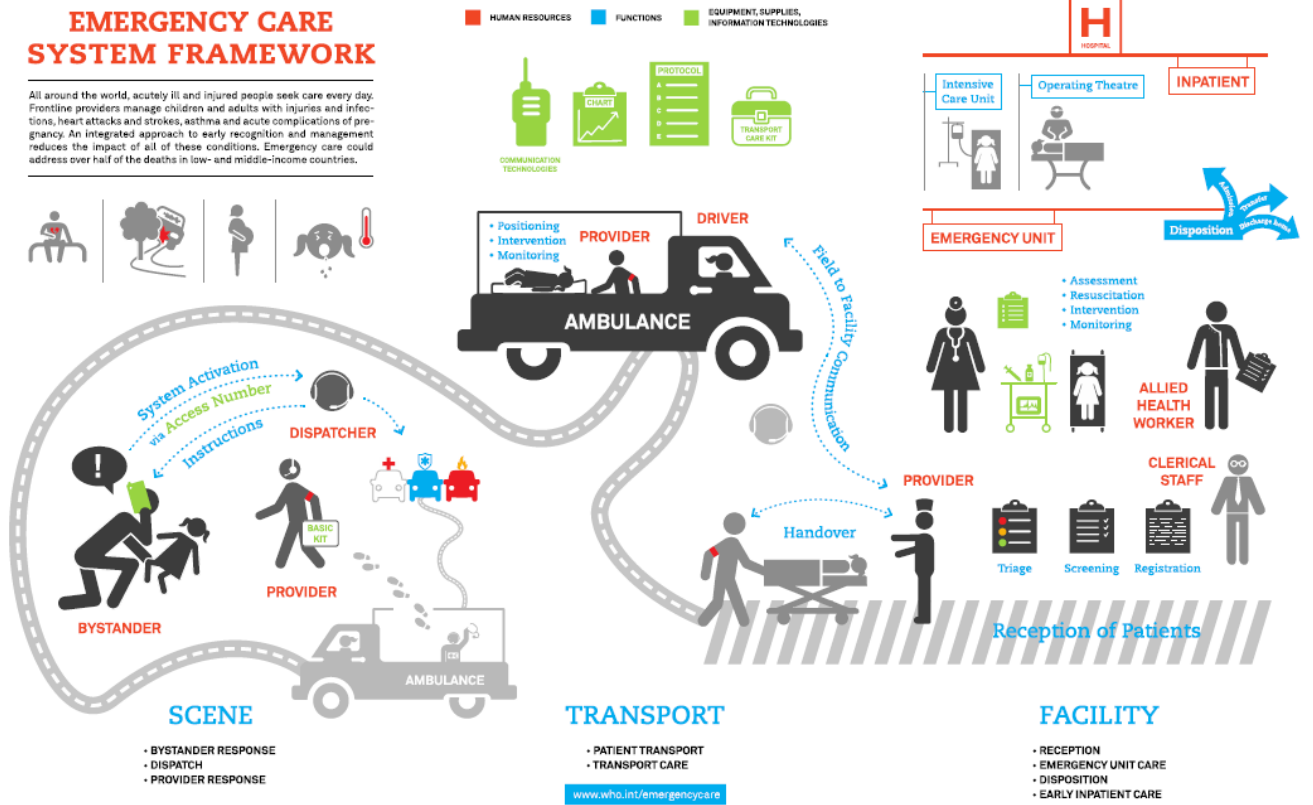 EMERGENCY CARE
SYSTEM FRAMEWORK
All around the world, acutely ill and injured people seek care every day.
Frontline providers manage children and adults with injuries and infec-
tions, heart attacks and strokes, asthma and acute complications of pre-
gnancy. An integrated approach to early recognition and management
reduces the impact of all of these conditions. Emergency care could
address over half of the deaths in low- and middle-income countries.
HUMAN RESOURCES
FUNCTIONS
EQUIPMENT, SUPPLIES,
INFORMATION TECHNOLOGIES
COMMUNICATION
TECHNOLOGIES
CHART
PROTOCOL
A
B
C
D
E
TRANSPORT
CARE KIT
H
HOSPITAL
Intensive
Care Unit
Operating Theatre
INPATIENT
EMERGENCY UNIT
Disposition
Admission
Transfer
Discharge home
• Positioning
• Intervention
• Monitoring
PROVIDER
DRIVER
AMBULANCE
Field to Facility Communication
System Activation
via Access Number
Instructions
DISPATCHER
!
BYSTANDER
BASIC
KIT
PROVIDER
AMBULANCE
• Assessment
• Resuscitation
• Intervention
• Monitoring
ALLIED
HEALTH
WORKER
CLERICAL
STAFF
PROVIDER
Handover
Triage
Screening
Registration
Reception of Patients
SCENE
• BYSTANDER RESPONSE
• DISPATCH
• PROVIDER RESPONSE
TRANSPORT
• PATIENT TRANSPORT
• TRANSPORT CARE
www.who.int/emergencycare
FACILITY
• RECEPTION
• EMERGENCY UNIT CARE
• DISPOSITION
• EARLY INPATIENT CARE